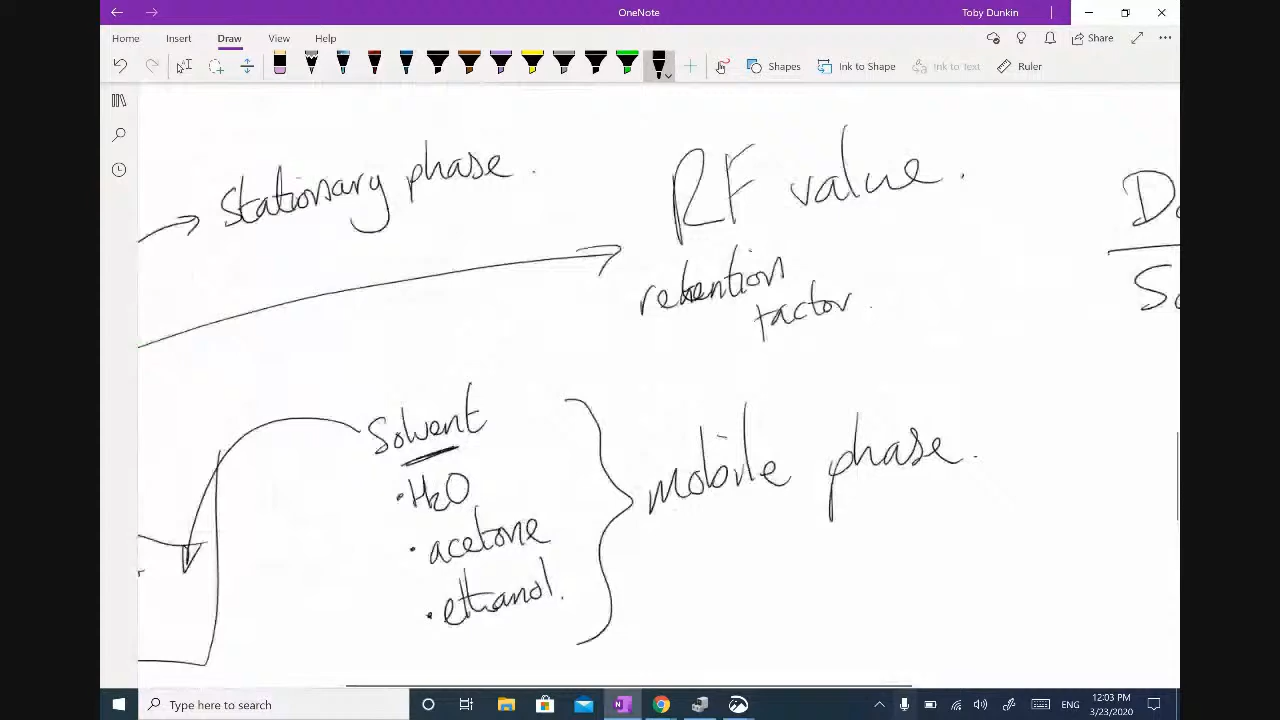 OneNote
Toby Dunkin
Home Insert Draw View Help
Share
Shapes Ink to Shape Ink to Text Ruler
Stationary phase.
RF value.
retention
factor.
Solvent
• H2O
• acetone
• ethanol.
mobile phase.
Type here to search
ENG
12:03 PM
3/23/2020